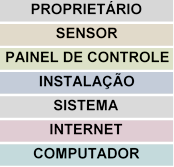 PROPRIETÁRIO
SENSOR
PAINEL DE CONTROLE
INSTALAÇÃO
SISTEMA
INTERNET
COMPUTADOR